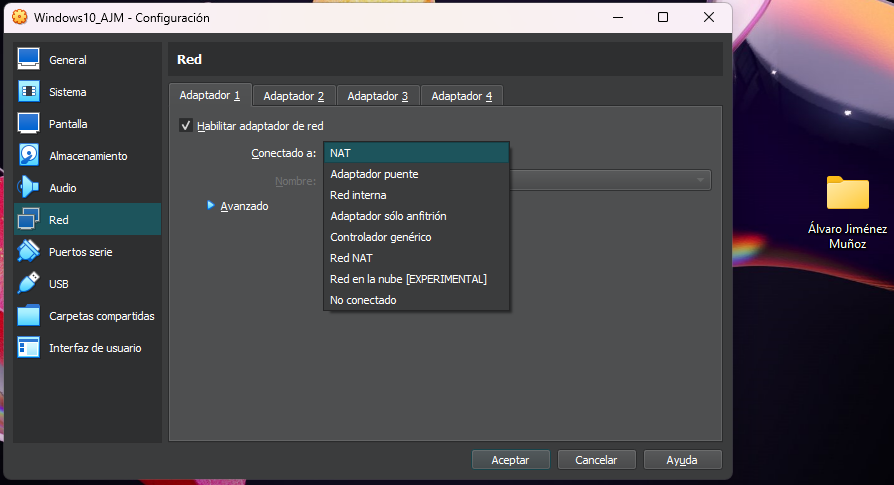 Windows10_AJM - Configuración
General
Sistema
Pantalla
Almacenamiento
Audio
Red
Puertos serie
USB
Carpetas compartidas
Interfaz de usuario
Red
Adaptador 1
Adaptador 2
Adaptador 3
Adaptador 4
Habilitar adaptador de red
Conectado a:
NAT
Adaptador puente
Red interna
Adaptador sólo anfitrión
Controlador genérico
Red NAT
Red en la nube [EXPERIMENTAL]
No conectado
Nombre:
Avanzado
Aceptar
Cancelar
Ayuda
Álvaro Jiménez
Muñoz